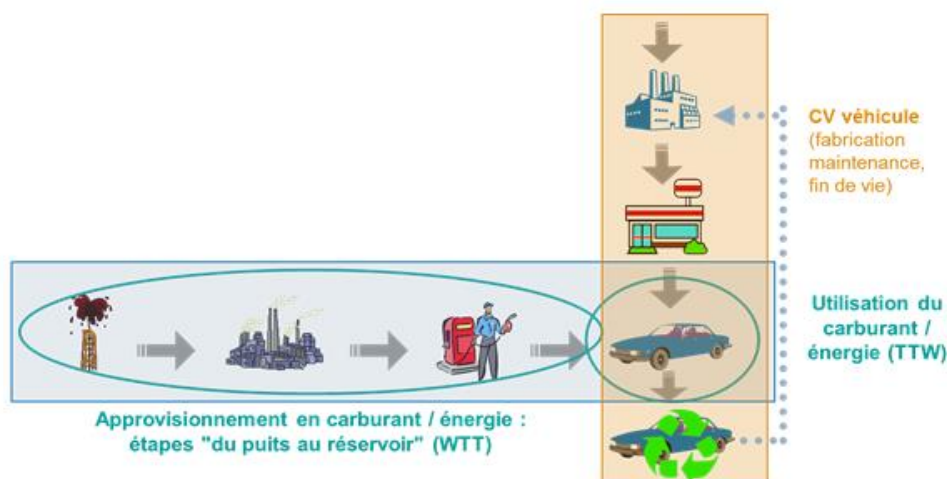 CV véhicule
(fabrication
maintenance,
fin de vie)
Utilisation du
carburant /
énergie (TTW)
Approvisionnement en carburant / énergie :
étapes "du puits au réservoir" (WTT)